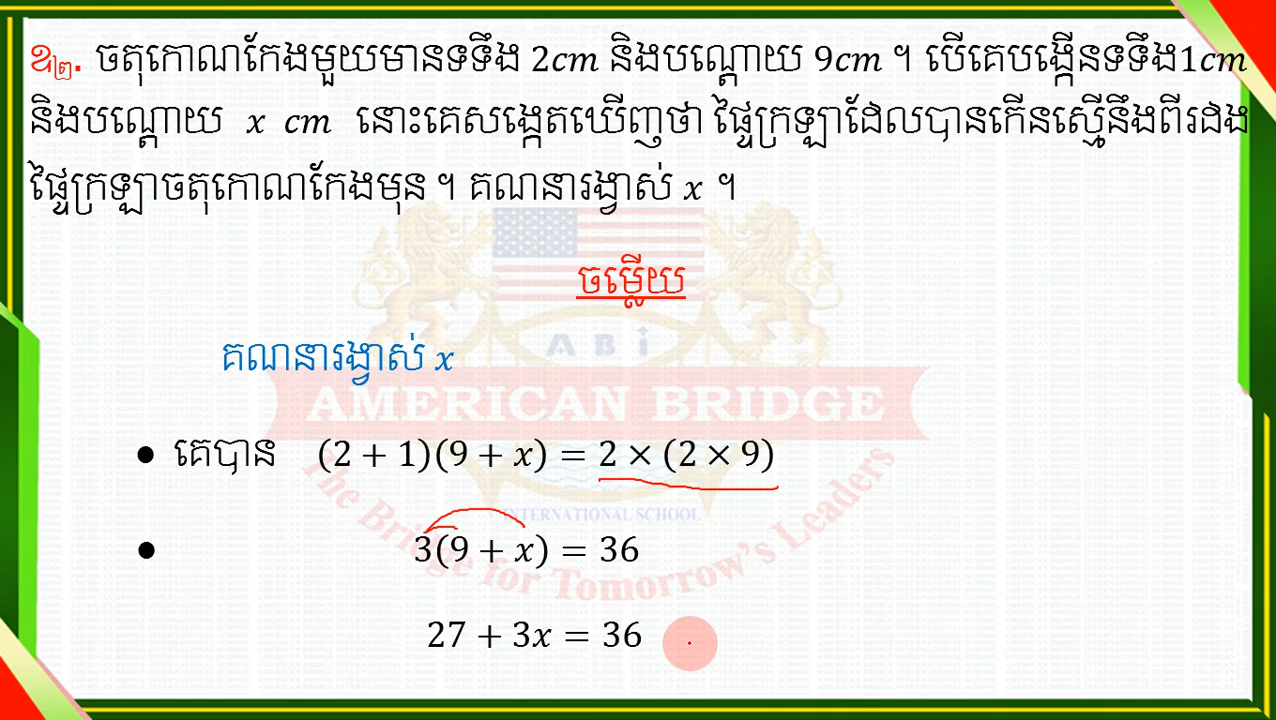 ឧ២. ចតុកោណកែងមួយមានទទឹង 2cm និងបណ្តោយ 9cm ។ បើគេបង្កើនទទឹង1cm
និងបណ្តោយ x cm នោះគេសង្កេតឃើញថា ផ្ទៃក្រឡាដែលបានកើនស្មើនឹងពីរដង
ផ្ទៃក្រឡាចតុកោណកែងមុន ។ គណនារង្វាស់ x ។
ចម្លើយ
គណនារង្វាស់ x
A B i
AMERICAN BRIDGE
• គេបាន (2 + 1)(9 + x) = 2 × (2 × 9)
INTERNATIONAL SCHOOL
The Bridge for Tomorrow's Leaders
• 3(9 + x) = 36
27 + 3x = 36